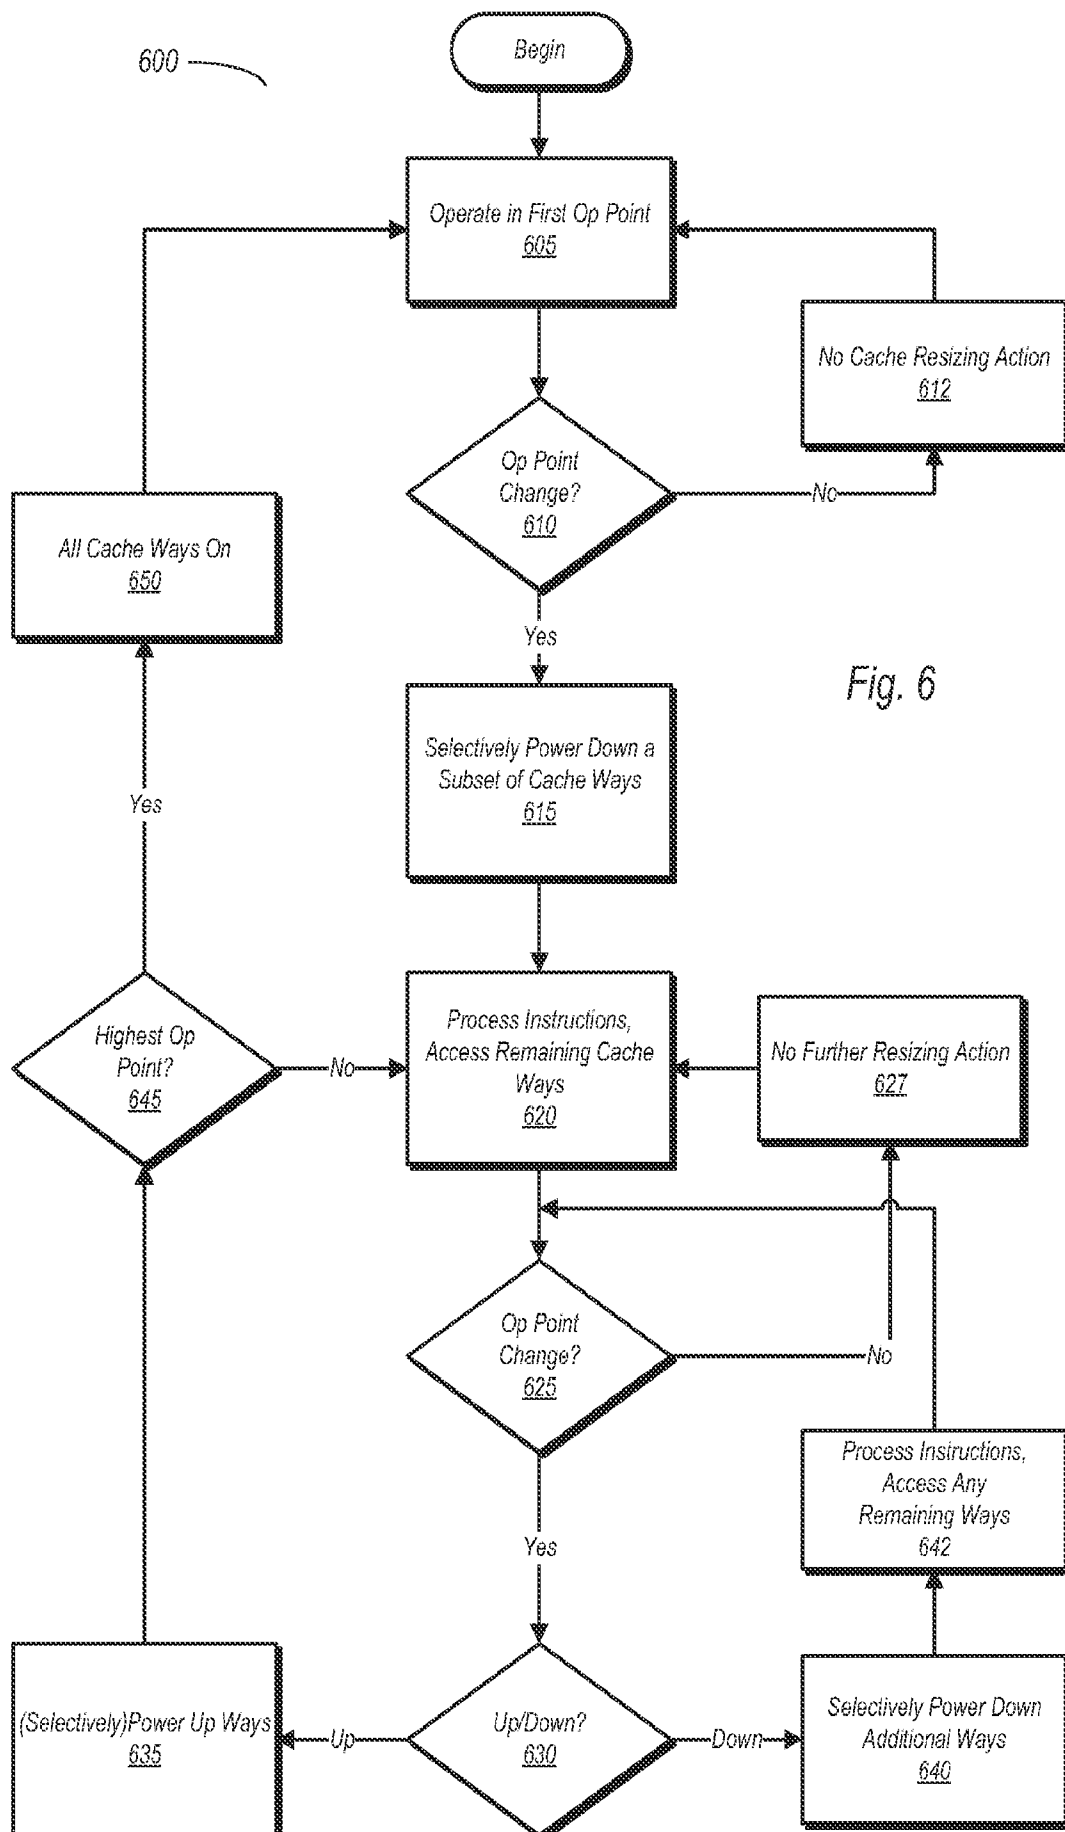 600
Begin
Operate in First Op Point
605
No Cache Resizing Action
612
Op Point
Change?
610
No
All Cache Ways On
650
Yes
Fig. 6
Selectively Power Down a
Subset of Cache Ways
615
Yes
Highest Op
Point?
645
No
Process Instructions,
Access Remaining Cache
Ways
620
No Further Resizing Action
627
Op Point
Change?
625
No
Process Instructions,
Access Any
Remaining Ways
642
Yes
(Selectively)Power Up Ways
635
Up
Up/Down?
630
Down
Selectively Power Down
Additional Ways
640